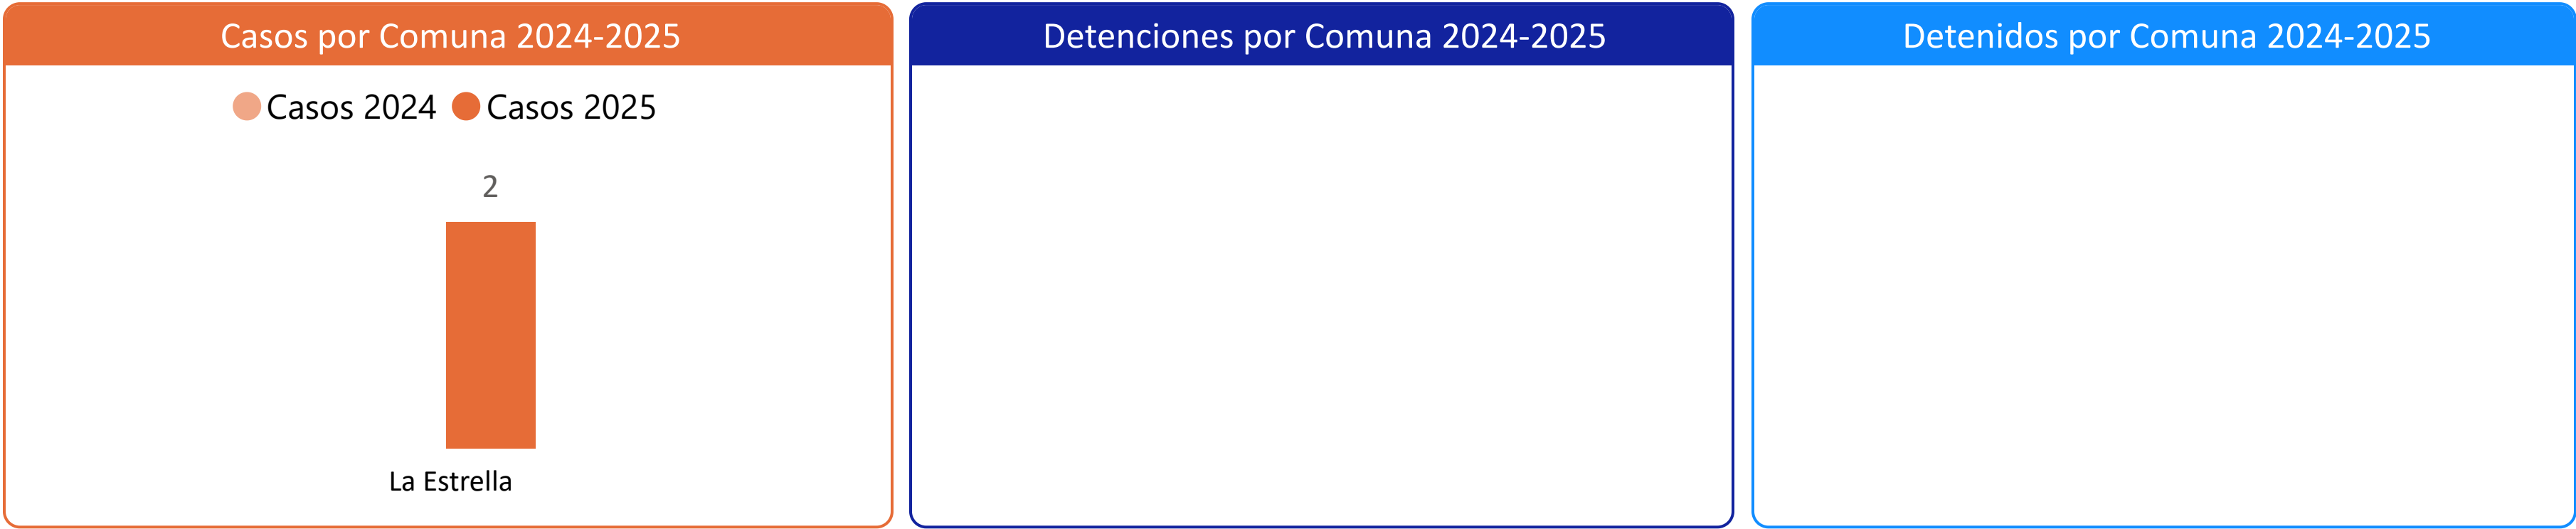 Casos por Comuna 2024-2025
Casos 2024 Casos 2025
2
La Estrella
Detenciones por Comuna 2024-2025
Detenidos por Comuna 2024-2025